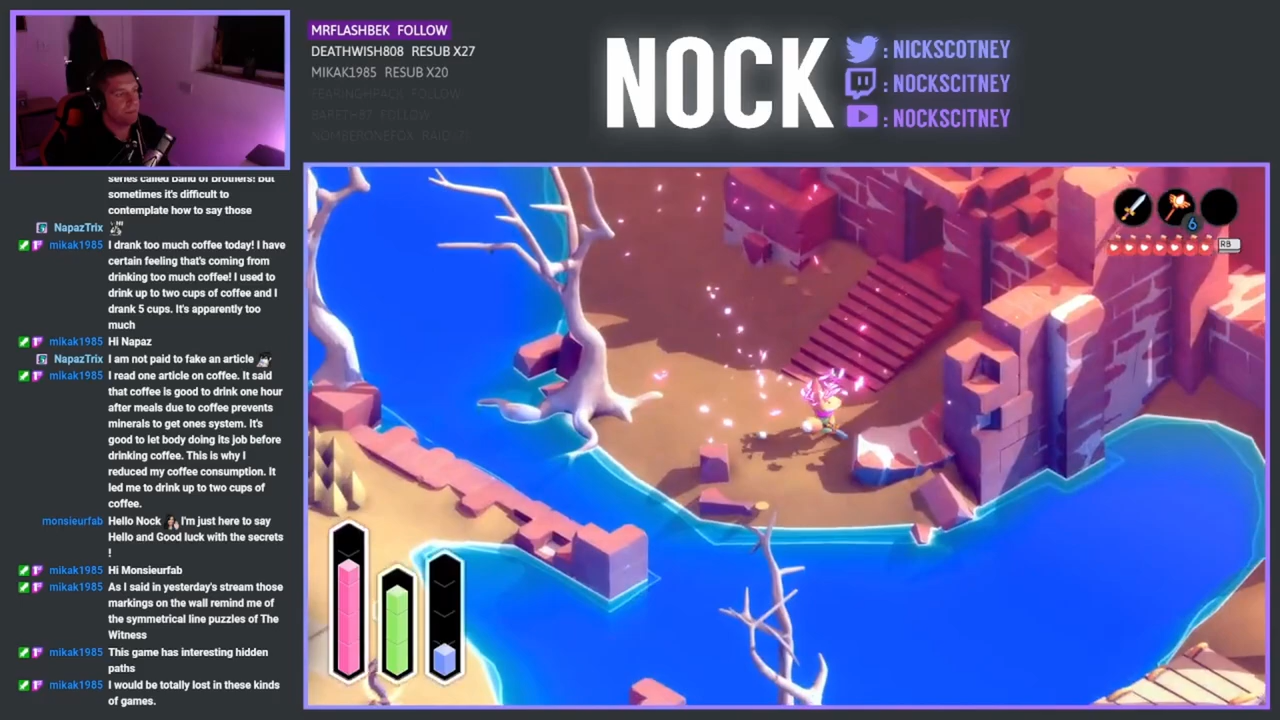 MRFLASHBEK FOLLOW
DEATHWISH808 RESUB X27
MIKAK1985 RESUB X20
FEARINGHPACK FOLLOW
FOLLOW
NOMBERONEFOX RAID
NOCK
: NICKSCOTNEY
: NOCKSCITNEY
: NOCKSCITNEY
series called Band of Brothers! But
sometimes it's difficult to
contemplate how to say those
NapazTrix
mikak1985 I drank too much coffee today! I have
certain feeling that's coming from
drinking too much coffee! I used to
drink up to two cups of coffee and I
drank 5 cups. It's apparently too
much
mikak1985 Hi Napaz
NapazTrix I am not paid to fake an article
mikak1985 I read one article on coffee. It said
that coffee is good to drink one hour
after meals due to coffee prevents
minerals to get ones system. It's
good to let body doing its job before
drinking coffee. This is why I
reduced my coffee consumption. It
led me to drink up to two cups of
coffee.
monsieurfab Hello Nock I'm just here to say
Hello and Good luck with the secrets
!
mikak1985 Hi Monsieurfab
mikak1985 As I said in yesterday's stream those
markings on the wall remind me of
the symmetrical line puzzles of The
Witness
mikak1985 This game has interesting hidden
paths
mikak1985 I would be totally lost in these kinds
of games.
6
RB